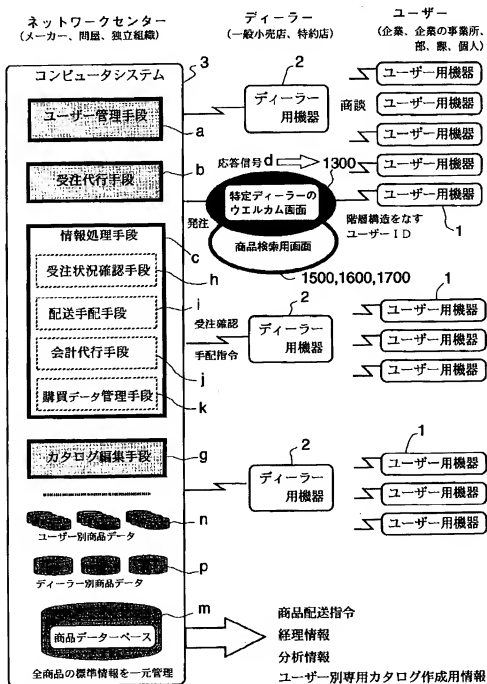 ネットワークセンター
(メーカー、問屋、独立組織)
ディーラー
(一般小売店、特約店)
ユーザー
(企業、企業の事業所、
部、課、個人)
コンピュータシステム
3
ユーザー管理手段
a
受注代行手段
b
情報処理手段
c
受注状況確認手段
h
配送手配手段
i
会計代行手段
j
購買データ管理手段
k
カタログ編集手段
g
n
ユーザー別商品データ
p
ディーラー別商品データ
m
商品データーベース
全商品の標準情報を一元管理
2
ディーラー
用機器
商談
ユーザー用機器
ユーザー用機器
ユーザー用機器
ユーザー用機器
ユーザー用機器
1
応答信号d
1300
発注
特定ディーラーの
ウエルカム画面
商品検索用画面
階層構造をなす
ユーザーID
1500,1600,1700
受注確認
手配指令
2
ディーラー
用機器
1
ユーザー用機器
ユーザー用機器
ユーザー用機器
2
ディーラー
用機器
1
ユーザー用機器
ユーザー用機器
ユーザー用機器
商品配送指令
経理情報
分析情報
ユーザー別専用カタログ作成用情報